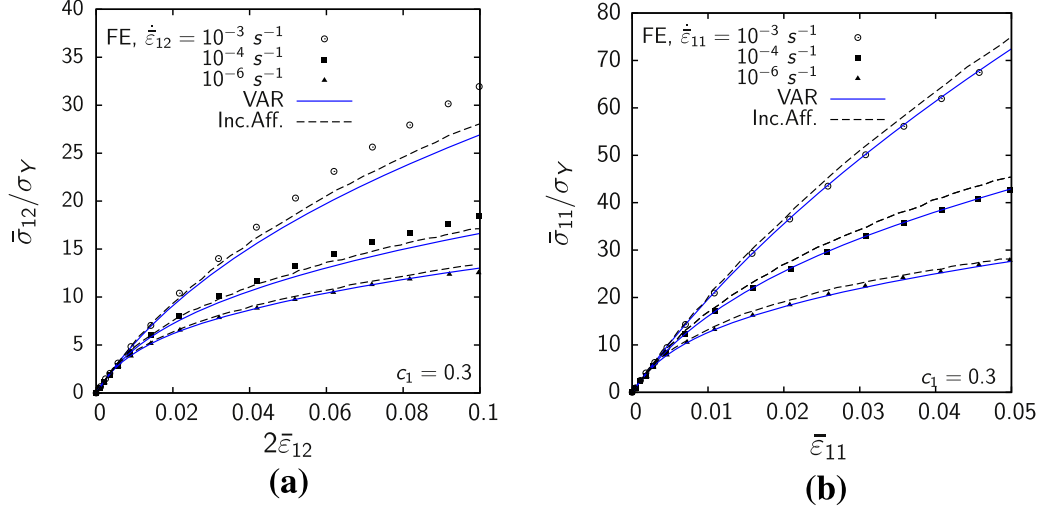 40
35
30
25
20
15
10
5
0
σ̄₁₂/σ_Y
FE, ε̄̇₁₂ = 10⁻³ s⁻¹
10⁻⁴ s⁻¹
10⁻⁶ s⁻¹
VAR
Inc.Aff.
c₁ = 0.3
0 0.02 0.04 0.06 0.08 0.1
2ε̄₁₂
(a)
80
70
60
50
40
30
20
10
0
σ̄₁₁/σ_Y
FE, ε̄̇₁₁ = 10⁻³ s⁻¹
10⁻⁴ s⁻¹
10⁻⁶ s⁻¹
VAR
Inc.Aff.
c₁ = 0.3
0 0.01 0.02 0.03 0.04 0.05
ε̄₁₁
(b)